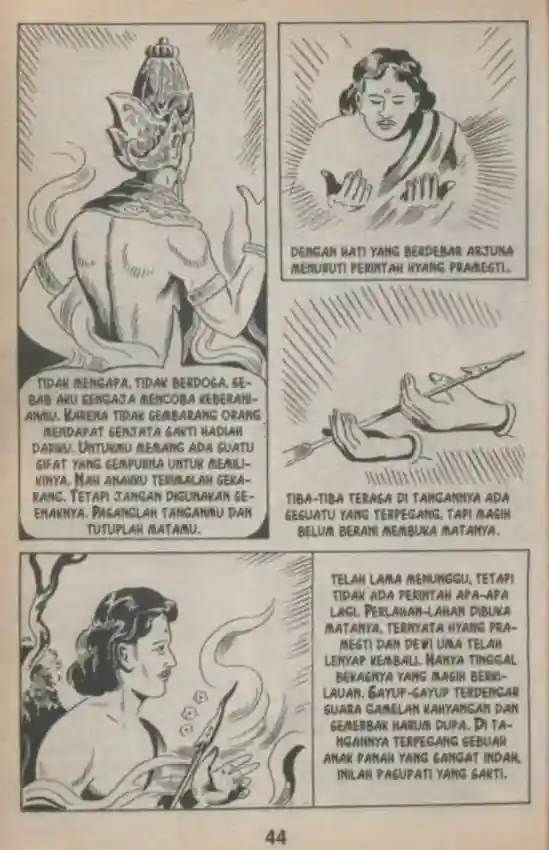 TIDAK MENGAPA, TIDAK BERDOSA, SE-
BAB AKU SENGAJA MENCOBA KEBERANI-
ANMU. KARENA TIDAK SEMBARANG ORANG
MENDAPAT SENJATA SAKTI HADIAH
DARIKU. UNTUKMU MEMANG ADA SUATU
SIFAT YANG SEMPURNA UNTUK MEMILI-
KINYA. NAH ANAKKU TERIMALAH SEKA-
RANG. TETAPI JANGAN DIGUNAKAN SE-
ENAKNYA. PASANGLAH TANGANMU DAN
TUTUPLAH MATAMU.
DENGAN HATI YANG BERDEBAR ARJUNA
MENURUTI PERINTAH HYANG PRAMESTI..
TIBA-TIBA TERASA DI TANGANNYA ADA
SESUATU YANG TERPEGANG, TAPI MASIH
BELUM BERANI MEMBUKA MATANYA.
TELAH LAMA MENUNGGU, TETAPI
TIDAK ADA PERINTAH APA-APA
LAGI. PERLAHAN-LAHAN DIBUKA
MATANYA, TERNYATA HYANG PRA-
MESTI DAN DEWI UMA TELAH
LENYAP KEMBALI. HANYA TINGGAL
BEKASNYA YANG MASIH BERKI-
LAUAN. SAYUP-SAYUP TERDENGAR
SUARA GAMELAN KAHYANGAN DAN
SEMERBAK HARUM DUPA. DI TA-
NGANNYA TERPEGANG SEBUAH
ANAK PANAH YANG SANGAT INDAH,
INILAH PASUPATI YANG SAKTI.
44